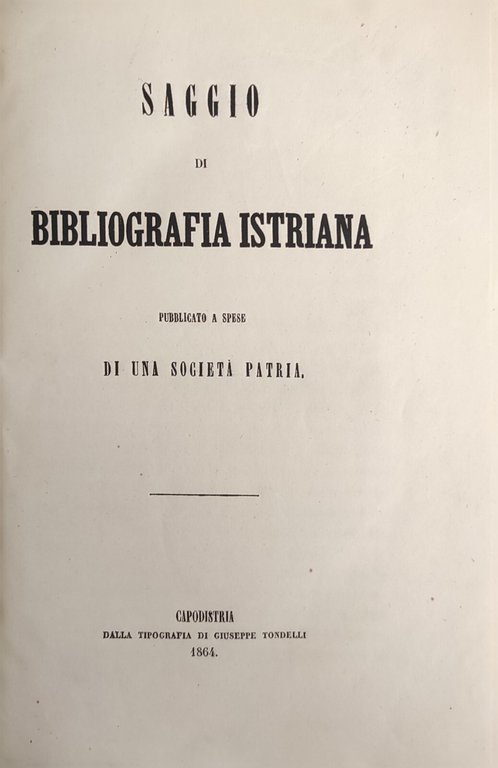 SAGGIO
DI
BIBLIOGRAFIA ISTRIANA
PUBBLICATO A SPESE
DI UNA SOCIETÀ PATRIA.
CAPODISTRIA
DALLA TIPOGRAFIA DI GIUSEPPE TONDELLI
1864.